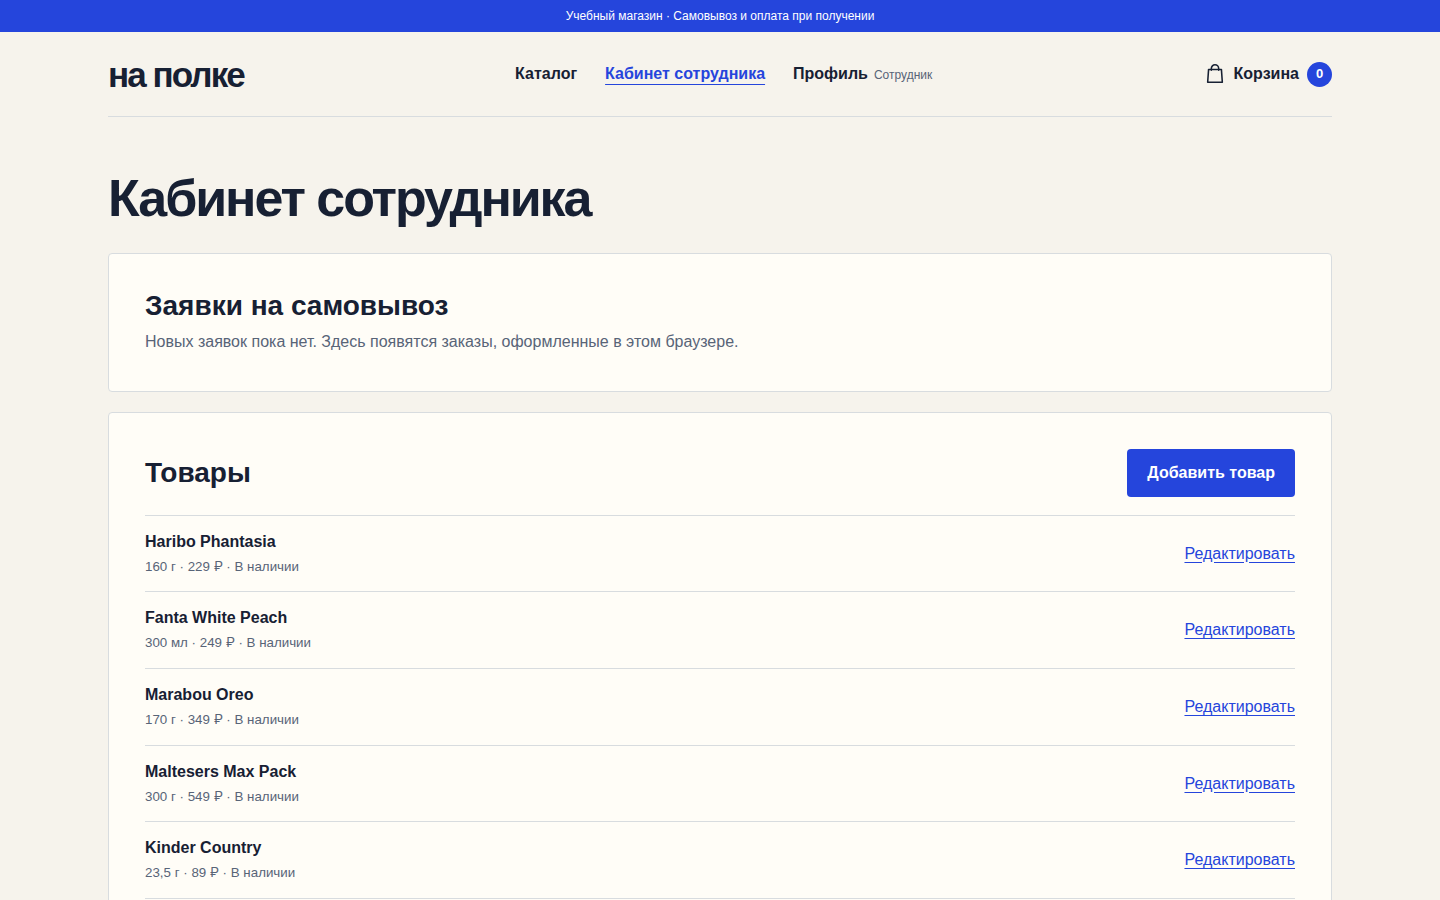 Учебный магазин · Самовывоз и оплата при получении
на полке
Каталог
Кабинет сотрудника
Профиль Сотрудник
Корзина 0
Кабинет сотрудника
Заявки на самовывоз
Новых заявок пока нет. Здесь появятся заказы, оформленные в этом браузере.
Товары
Добавить товар
Haribo Phantasia
160 г · 229 ₽ · В наличии
Редактировать
Fanta White Peach
300 мл · 249 ₽ · В наличии
Редактировать
Marabou Oreo
170 г · 349 ₽ · В наличии
Редактировать
Maltesers Max Pack
300 г · 549 ₽ · В наличии
Редактировать
Kinder Country
23,5 г · 89 ₽ · В наличии
Редактировать